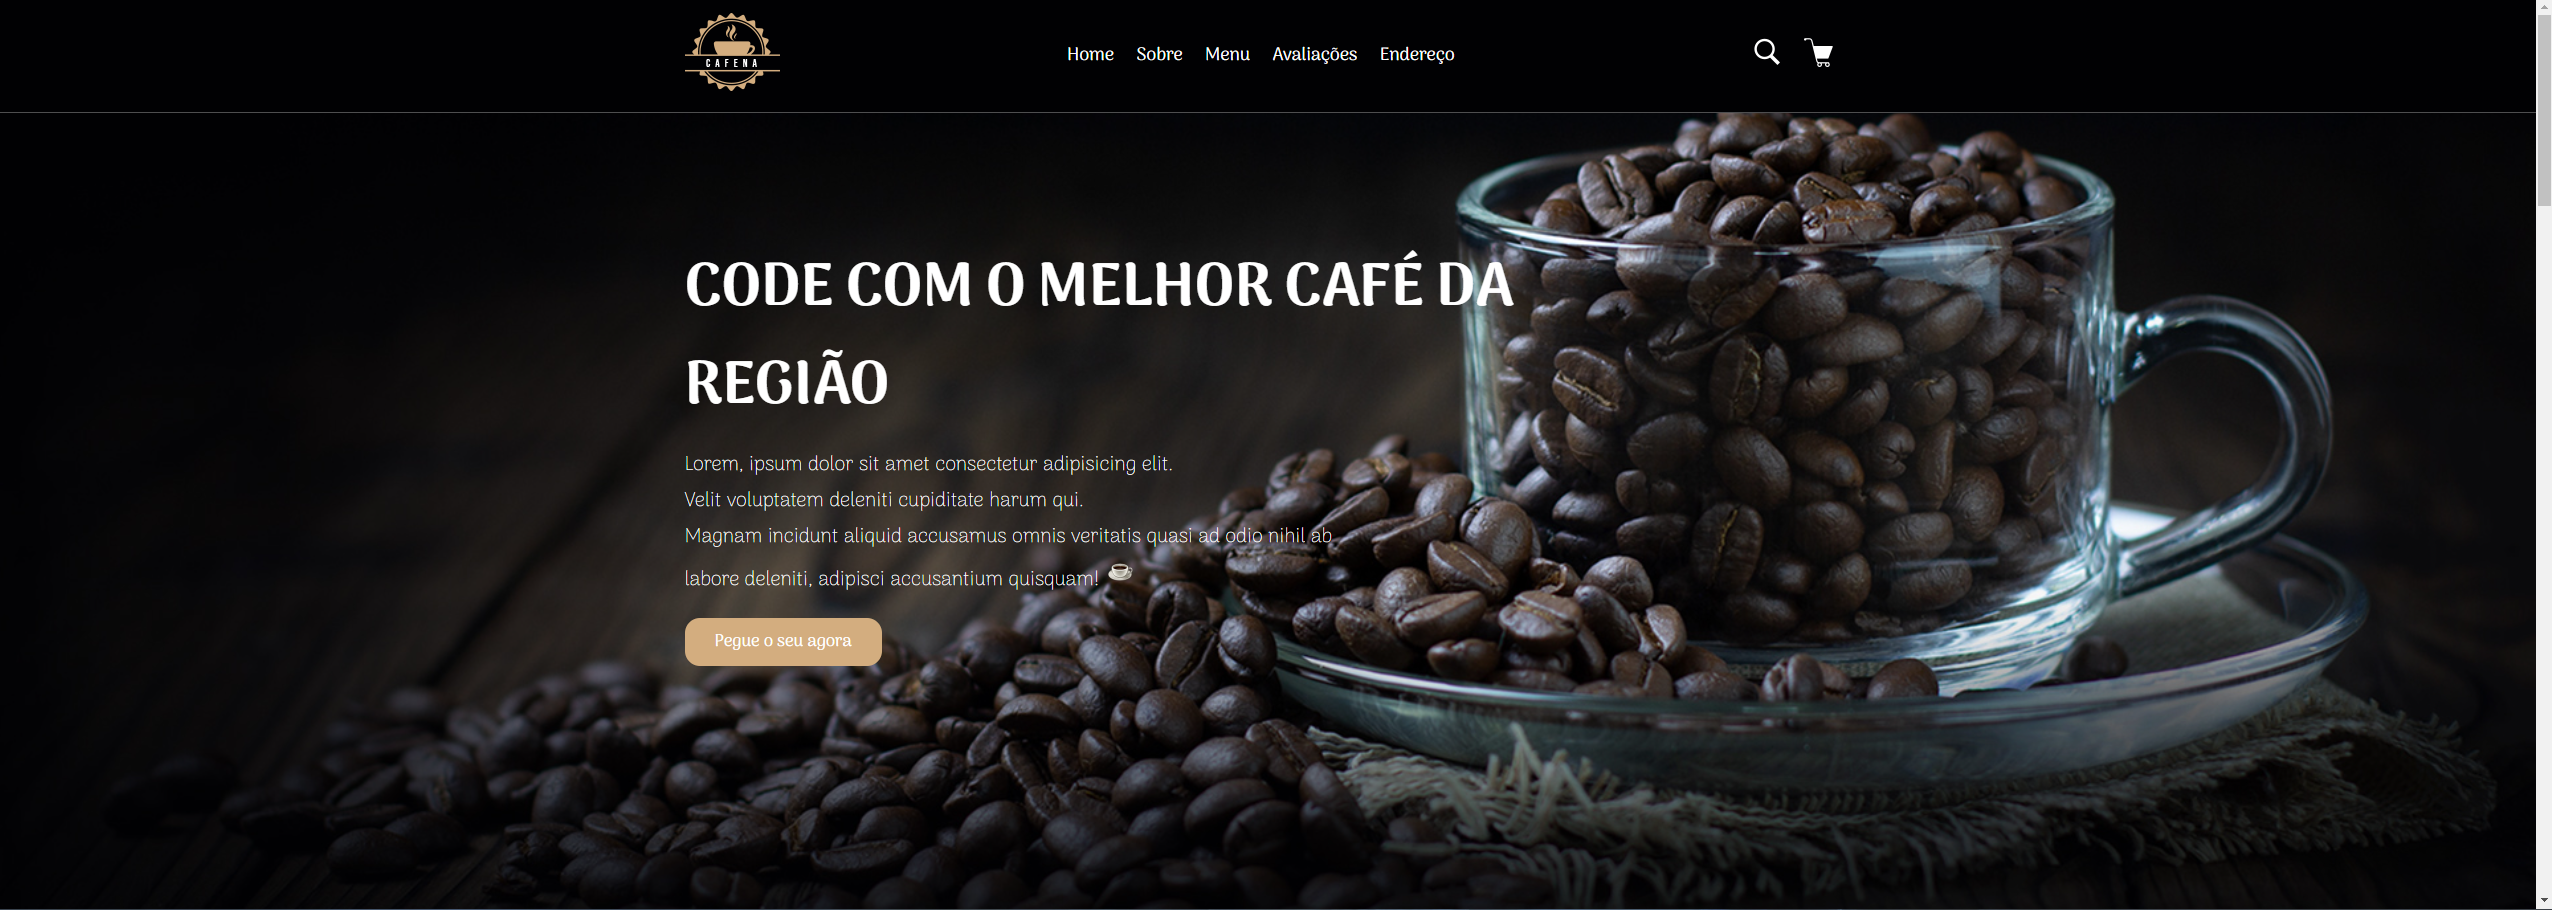 CAFENA
Home Sobre Menu Avaliações Endereço
CODE COM O MELHOR CAFÉ DA
REGIÃO
Lorem, ipsum dolor sit amet consectetur adipisicing elit.
Velit voluptatem deleniti cupiditate harum qui.
Magnam incidunt aliquid accusamus omnis veritatis quasi ad odio nihil ab
labore deleniti, adipisci accusantium quisquam! ☕
Pegue o seu agora